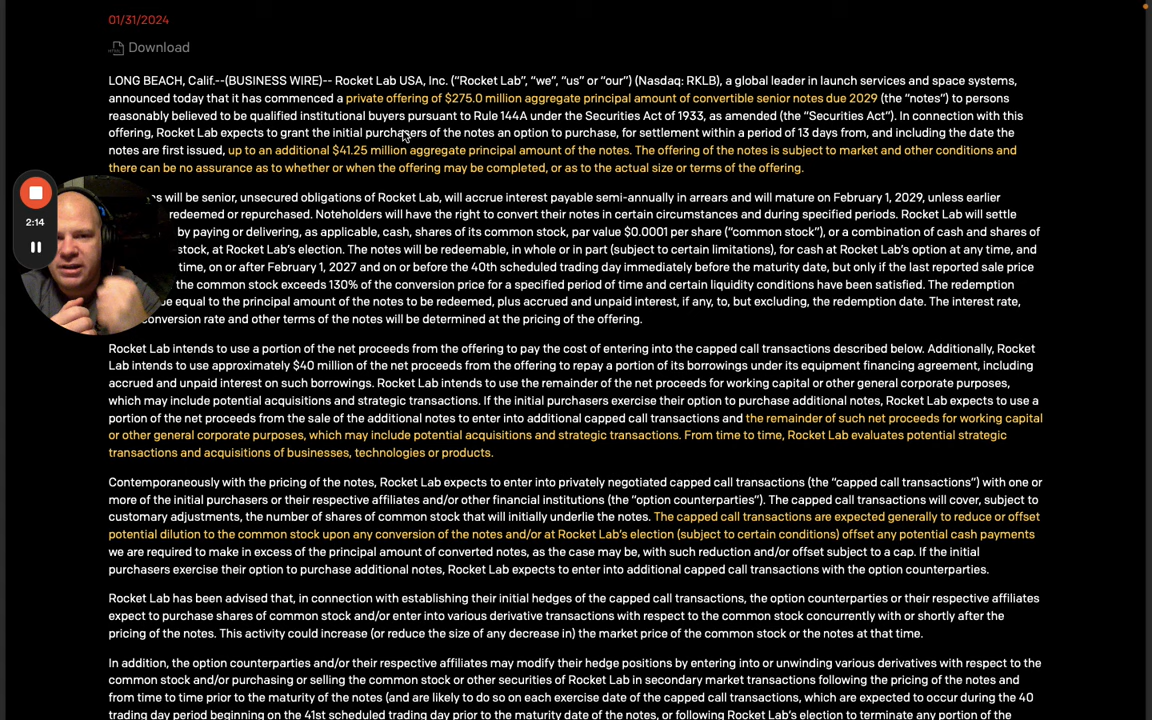 01/31/2024
Download
LONG BEACH, Calif.--(BUSINESS WIRE)-- Rocket Lab USA, Inc. (“Rocket Lab”, “we”, “us” or “our”) (Nasdaq: RKLB), a global leader in launch services and space systems,
announced today that it has commenced a private offering of $275.0 million aggregate principal amount of convertible senior notes due 2029 (the “notes”) to persons
reasonably believed to be qualified institutional buyers pursuant to Rule 144A under the Securities Act of 1933, as amended (the “Securities Act”). In connection with this
offering, Rocket Lab expects to grant the initial purchasers of the notes an option to purchase, for settlement within a period of 13 days from, and including the date the
notes are first issued, up to an additional $41.25 million aggregate principal amount of the notes. The offering of the notes is subject to market and other conditions and
there can be no assurance as to whether or when the offering may be completed, or as to the actual size or terms of the offering.
will be senior, unsecured obligations of Rocket Lab, will accrue interest payable semi-annually in arrears and will mature on February 1, 2029, unless earlier
redeemed or repurchased. Noteholders will have the right to convert their notes in certain circumstances and during specified periods. Rocket Lab will settle
by paying or delivering, as applicable, cash, shares of its common stock, par value $0.0001 per share (“common stock”), or a combination of cash and shares of
2:14
stock, at Rocket Lab’s election. The notes will be redeemable, in whole or in part (subject to certain limitations), for cash at Rocket Lab’s option at any time, and
time, on or after February 1, 2027 and on or before the 40th scheduled trading day immediately before the maturity date, but only if the last reported sale price
the common stock exceeds 130% of the conversion price for a specified period of time and certain liquidity conditions have been satisfied. The redemption
equal to the principal amount of the notes to be redeemed, plus accrued and unpaid interest, if any, to, but excluding, the redemption date. The interest rate,
conversion rate and other terms of the notes will be determined at the pricing of the offering.
Rocket Lab intends to use a portion of the net proceeds from the offering to pay the cost of entering into the capped call transactions described below. Additionally, Rocket
Lab intends to use approximately $40 million of the net proceeds from the offering to repay a portion of its borrowings under its equipment financing agreement, including
accrued and unpaid interest on such borrowings. Rocket Lab intends to use the remainder of the net proceeds for working capital or other general corporate purposes,
which may include potential acquisitions and strategic transactions. If the initial purchasers exercise their option to purchase additional notes, Rocket Lab expects to use a
portion of the net proceeds from the sale of the additional notes to enter into additional capped call transactions and the remainder of such net proceeds for working capital
or other general corporate purposes, which may include potential acquisitions and strategic transactions. From time to time, Rocket Lab evaluates potential strategic
transactions and acquisitions of businesses, technologies or products.
Contemporaneously with the pricing of the notes, Rocket Lab expects to enter into privately negotiated capped call transactions (the “capped call transactions”) with one or
more of the initial purchasers or their respective affiliates and/or other financial institutions (the “option counterparties”). The capped call transactions will cover, subject to
customary adjustments, the number of shares of common stock that will initially underlie the notes. The capped call transactions are expected generally to reduce or offset
potential dilution to the common stock upon any conversion of the notes and/or at Rocket Lab’s election (subject to certain conditions) offset any potential cash payments
we are required to make in excess of the principal amount of converted notes, as the case may be, with such reduction and/or offset subject to a cap. If the initial
purchasers exercise their option to purchase additional notes, Rocket Lab expects to enter into additional capped call transactions with the option counterparties.
Rocket Lab has been advised that, in connection with establishing their initial hedges of the capped call transactions, the option counterparties or their respective affiliates
expect to purchase shares of common stock and/or enter into various derivative transactions with respect to the common stock concurrently with or shortly after the
pricing of the notes. This activity could increase (or reduce the size of any decrease in) the market price of the common stock or the notes at that time.
In addition, the option counterparties and/or their respective affiliates may modify their hedge positions by entering into or unwinding various derivatives with respect to the
common stock and/or purchasing or selling the common stock or other securities of Rocket Lab in secondary market transactions following the pricing of the notes and
from time to time prior to the maturity of the notes (and are likely to do so on each exercise date of the capped call transactions, which are expected to occur during the 40
trading day period beginning on the 41st scheduled trading day prior to the maturity date of the notes, or following Rocket Lab’s election to terminate any portion of the